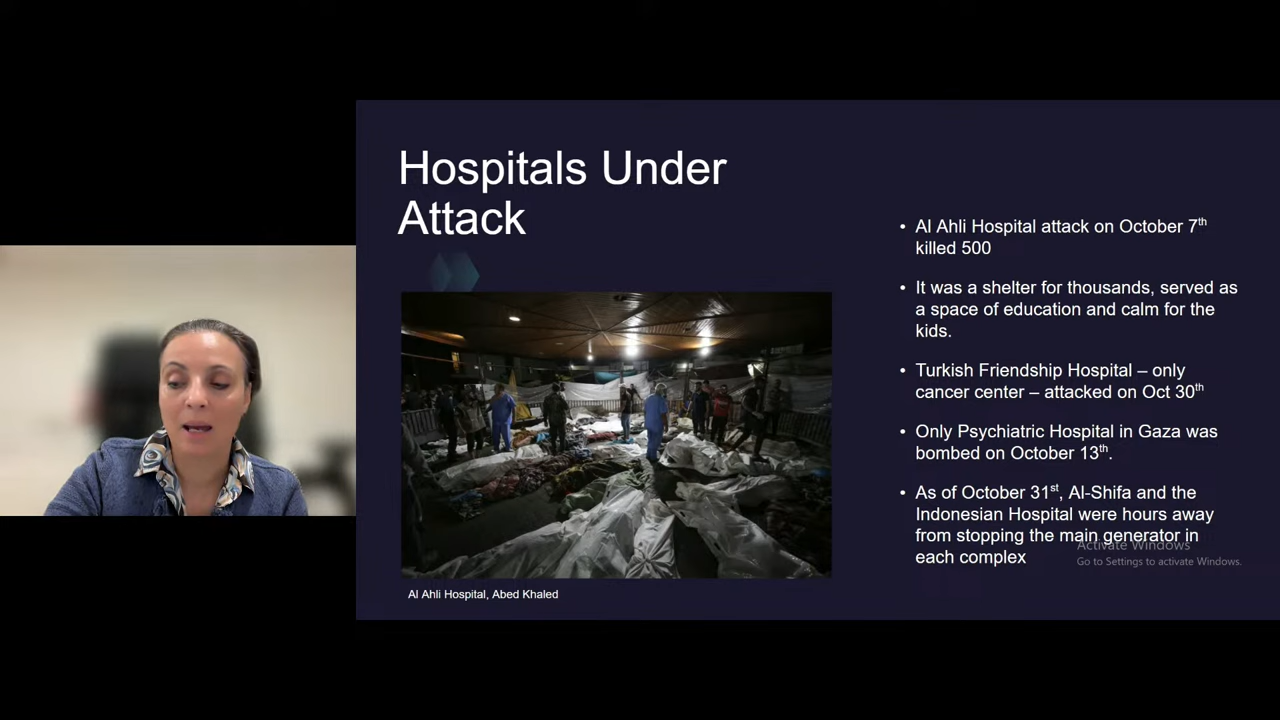 Hospitals Under
Attack
• Al Ahli Hospital attack on October 7th
killed 500
• It was a shelter for thousands, served as
a space of education and calm for the
kids.
• Turkish Friendship Hospital – only
cancer center – attacked on Oct 30th
• Only Psychiatric Hospital in Gaza was
bombed on October 13th.
• As of October 31st, Al-Shifa and the
Indonesian Hospital were hours away
from stopping the main generator in
each complex
Activate Windows
Go to Settings to activate Windows.
Al Ahli Hospital, Abed Khaled